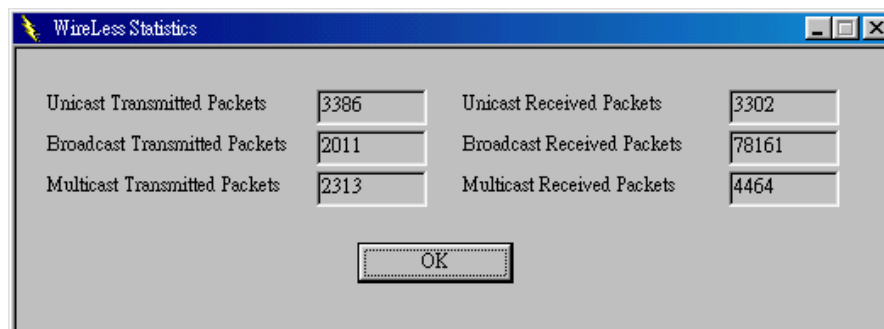 WireLess Statistics
Unicast Transmitted Packets 3386 Unicast Received Packets 3302
Broadcast Transmitted Packets 2011 Broadcast Received Packets 78161
Multicast Transmitted Packets 2313 Multicast Received Packets 4464
OK